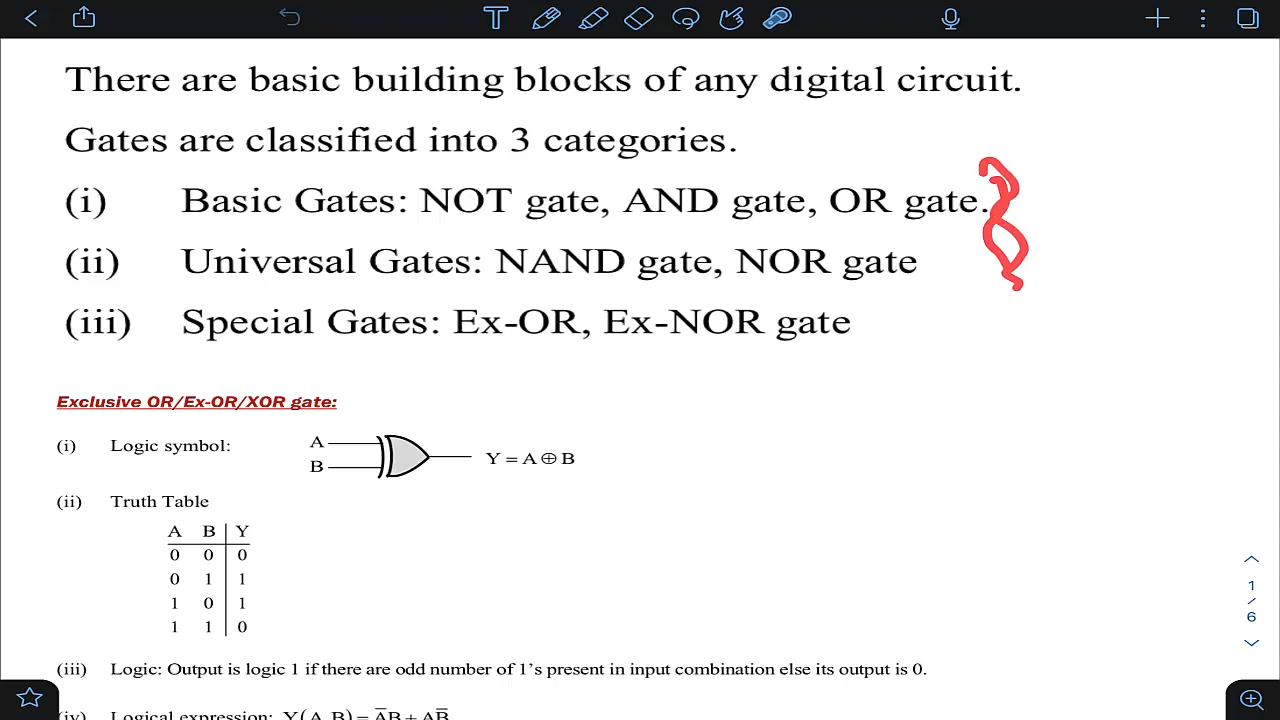 There are basic building blocks of any digital circuit.
Gates are classified into 3 categories.
(i) Basic Gates: NOT gate, AND gate, OR gate.
(ii) Universal Gates: NAND gate, NOR gate
(iii) Special Gates: Ex-OR, Ex-NOR gate
Exclusive OR/Ex-OR/XOR gate:
(i) Logic symbol:
A
B
Y = A ⊕ B
(ii) Truth Table
A B Y
0 0 0
0 1 1
1 0 1
1 1 0
(iii) Logic: Output is logic 1 if there are odd number of 1's present in input combination else its output is 0.
(iv) Logical expression: Y(A, B) = A̅B + AB̅
1
/
6